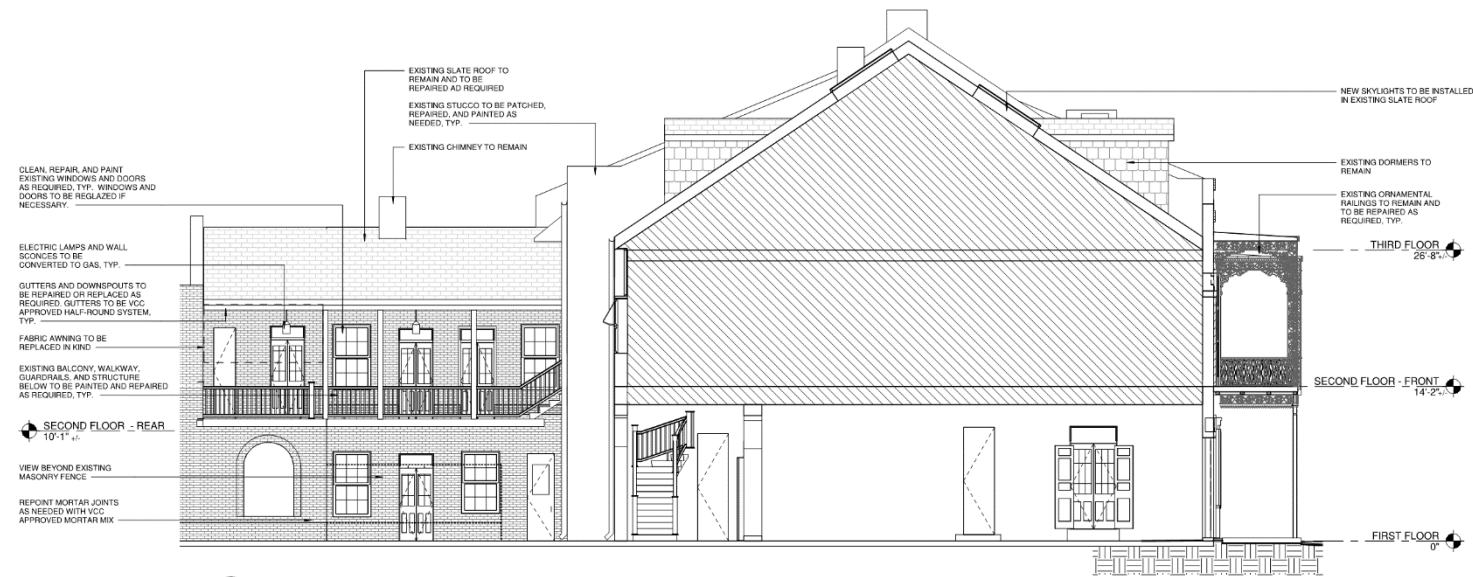 EXISTING SLATE ROOF TO
REMAIN AND TO BE
REPAIRED AD REQUIRED
EXISTING STUCCO TO BE PATCHED,
REPAIRED, AND PAINTED AS
NEEDED, TYP.
EXISTING CHIMNEY TO REMAIN
CLEAN, REPAIR, AND PAINT
EXISTING WINDOWS AND DOORS
AS REQUIRED, TYP. WINDOWS AND
DOORS TO BE REGLAZED IF
NECESSARY.
ELECTRIC LAMPS AND WALL
SCONCES TO BE
CONVERTED TO GAS, TYP.
GUTTERS AND DOWNSPOUTS TO
BE REPAIRED OR REPLACED AS
REQUIRED. GUTTERS TO BE VCC
APPROVED HALF-ROUND SYSTEM,
TYP.
FABRIC AWNING TO BE
REPLACED IN KIND
EXISTING BALCONY, WALKWAY,
GUARDRAILS, AND STRUCTURE
BELOW TO BE PAINTED AND REPAIRED
AS REQUIRED, TYP.
SECOND FLOOR - REAR
10'-1" +/-
VIEW BEYOND EXISTING
MASONRY FENCE
REPOINT MORTAR JOINTS
AS NEEDED WITH VCC
APPROVED MORTAR MIX
NEW SKYLIGHTS TO BE INSTALLED
IN EXISTING SLATE ROOF
EXISTING DORMERS TO
REMAIN
EXISTING ORNAMENTAL
RAILINGS TO REMAIN AND
TO BE REPAIRED AS
REQUIRED, TYP.
THIRD FLOOR
26'-8"+/-
SECOND FLOOR - FRONT
14'-2"+/-
FIRST FLOOR
0"